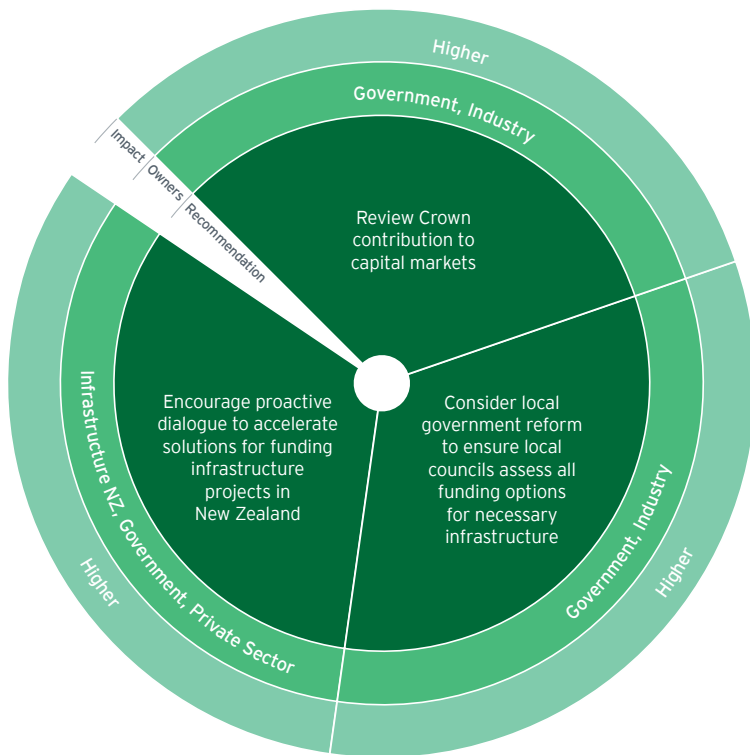 Higher
Government, Industry
Impact
Owners
Recommendation
Review Crown
contribution to
capital markets
Encourage proactive
dialogue to accelerate
solutions for funding
infrastructure
projects in
New Zealand
Infrastructure NZ, Government, Private Sector
Higher
Consider local
government reform
to ensure local
councils assess all
funding options
for necessary
infrastructure
Government, Industry
Higher